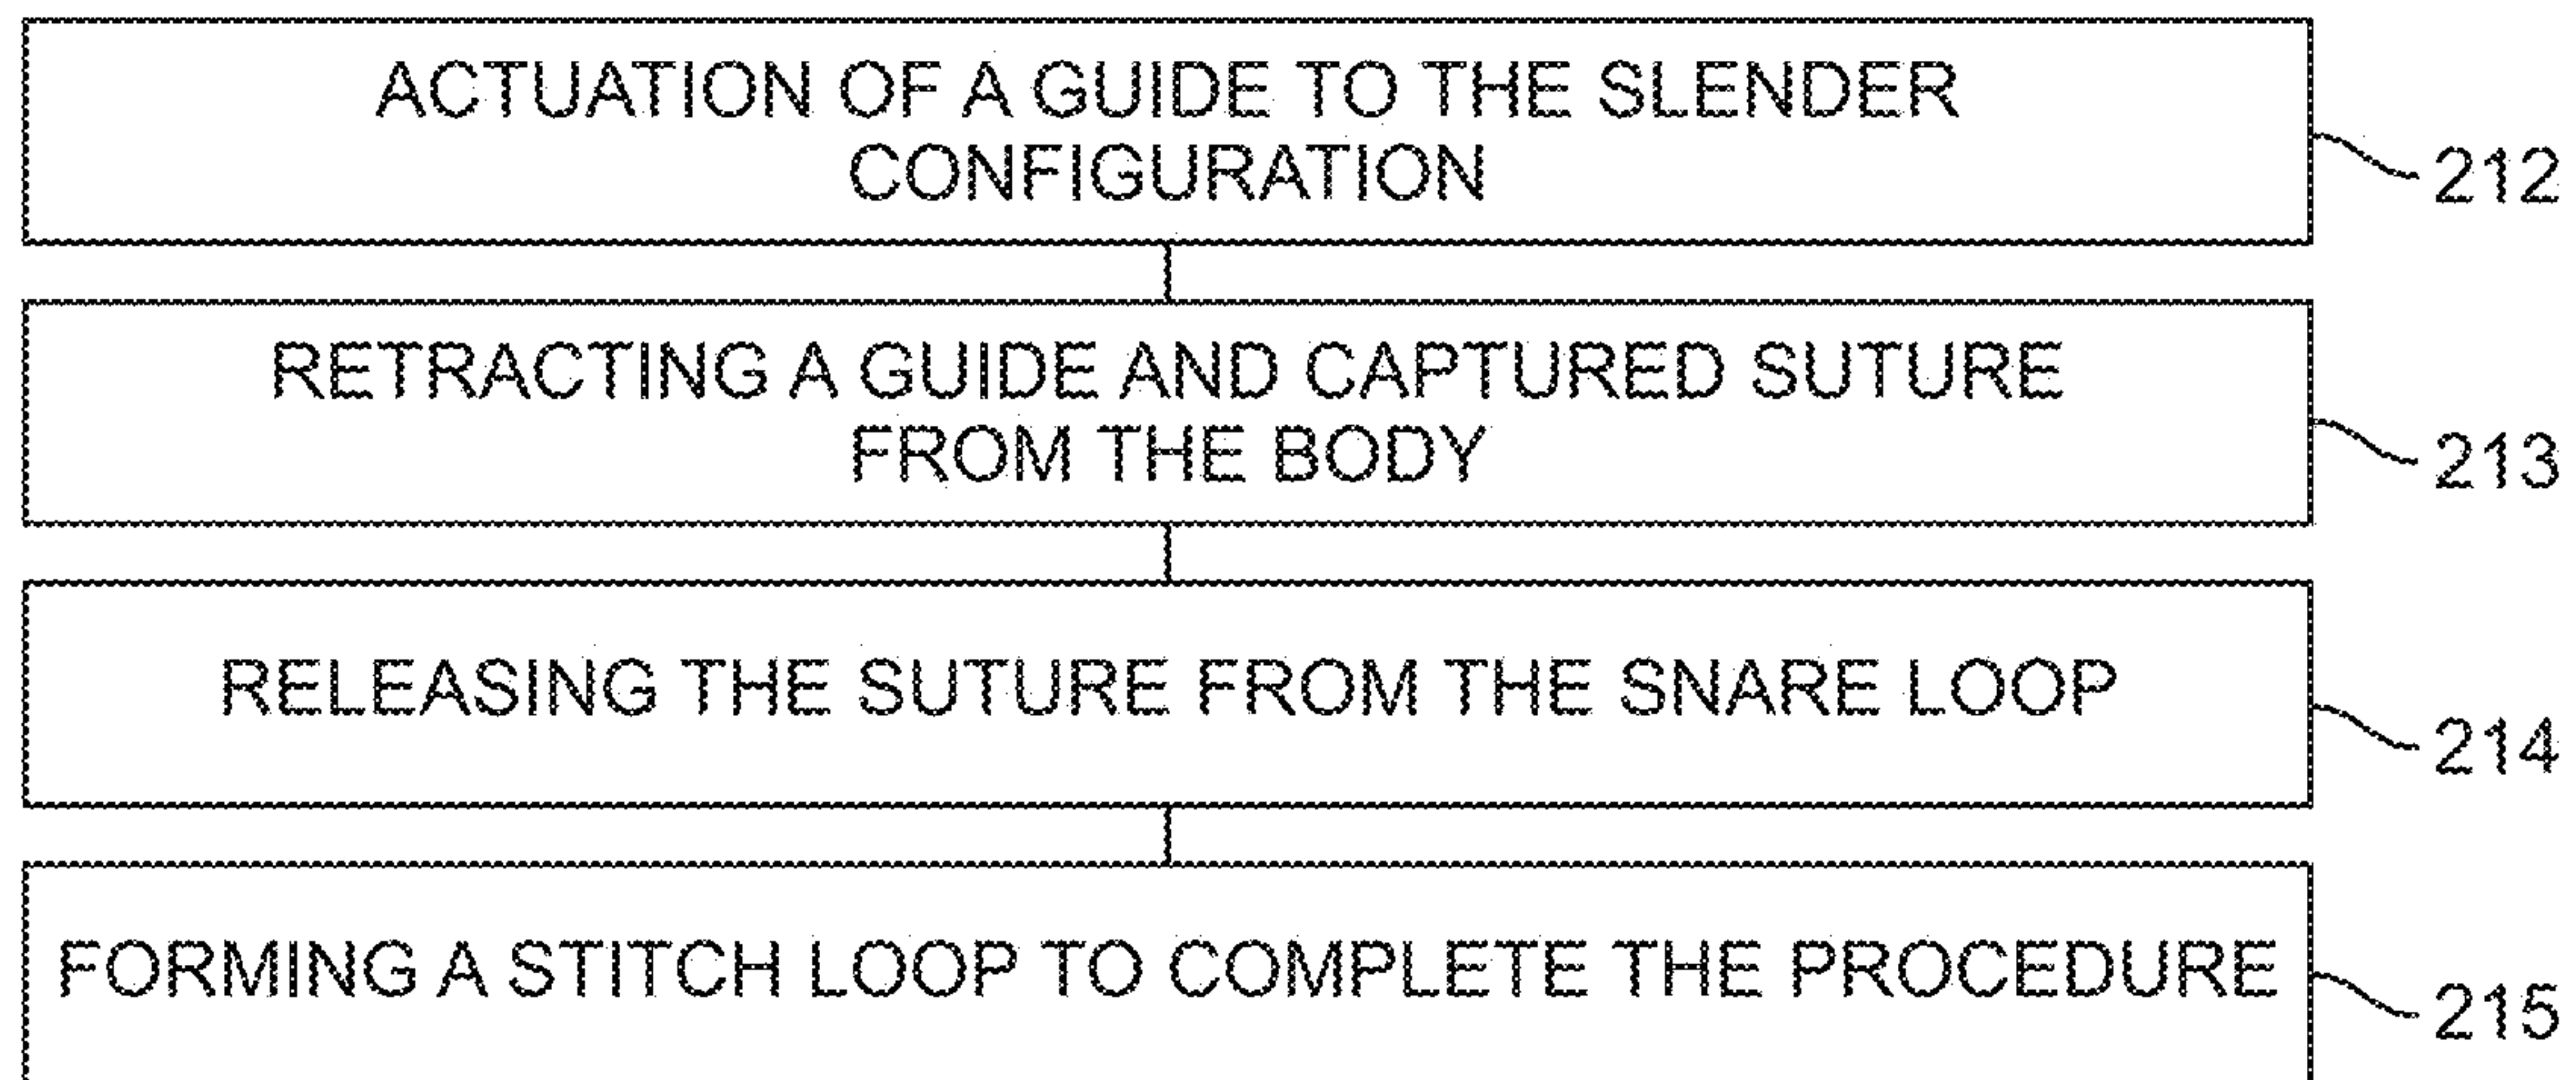 ACTUATION OF A GUIDE TO THE SLENDER
CONFIGURATION
212
RETRACTING A GUIDE AND CAPTURED SUTURE
FROM THE BODY
213
RELEASING THE SUTURE FROM THE SNARE LOOP
214
FORMING A STITCH LOOP TO COMPLETE THE PROCEDURE
215